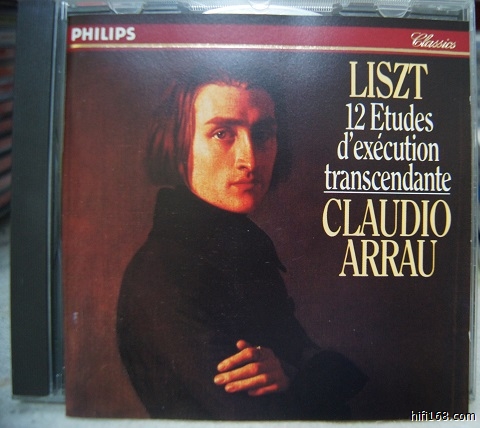 PHILIPS
Classics
LISZT
12 Etudes
d'exécution
transcendante
CLAUDIO
ARRAU
hifi168.com